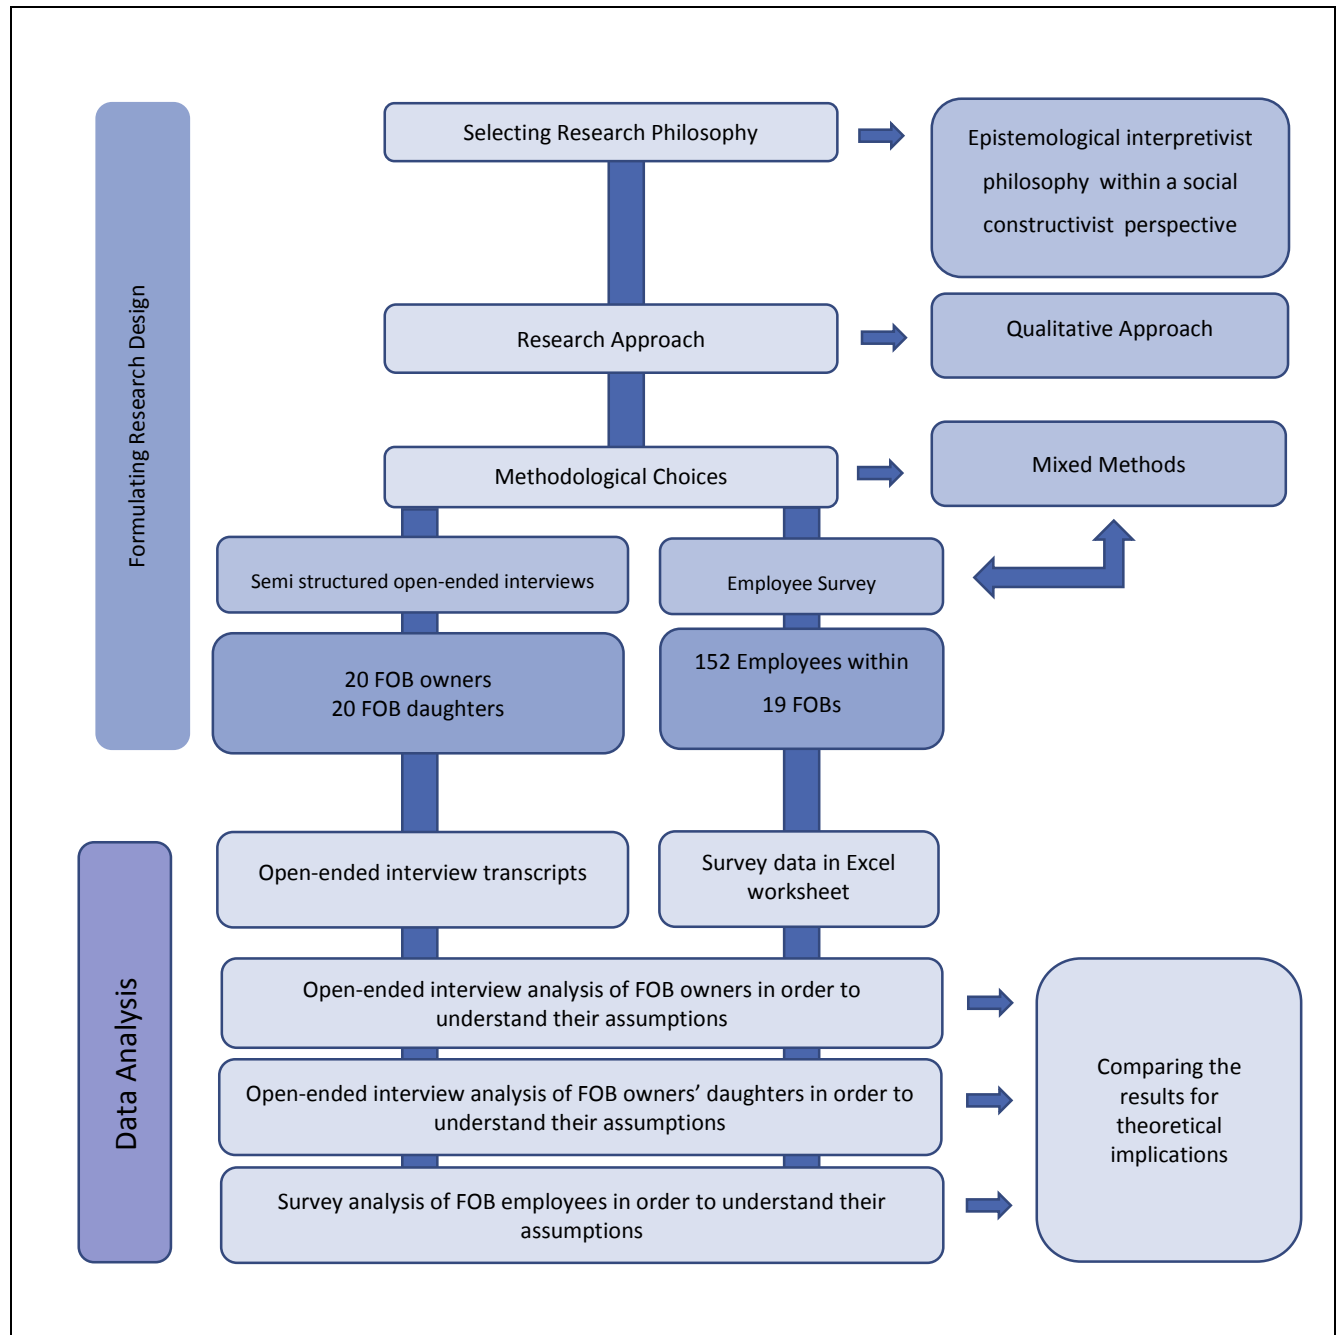 Formulating Research Design
Selecting Research Philosophy
Epistemological interpretivist
philosophy within a social
constructivist perspective
Research Approach
Qualitative Approach
Methodological Choices
Mixed Methods
Semi structured open-ended interviews
Employee Survey
20 FOB owners
20 FOB daughters
152 Employees within
19 FOBs
Data Analysis
Open-ended interview transcripts
Survey data in Excel
worksheet
Open-ended interview analysis of FOB owners in order to
understand their assumptions
Open-ended interview analysis of FOB owners’ daughters in order to
understand their assumptions
Survey analysis of FOB employees in order to understand their
assumptions
Comparing the
results for
theoretical
implications